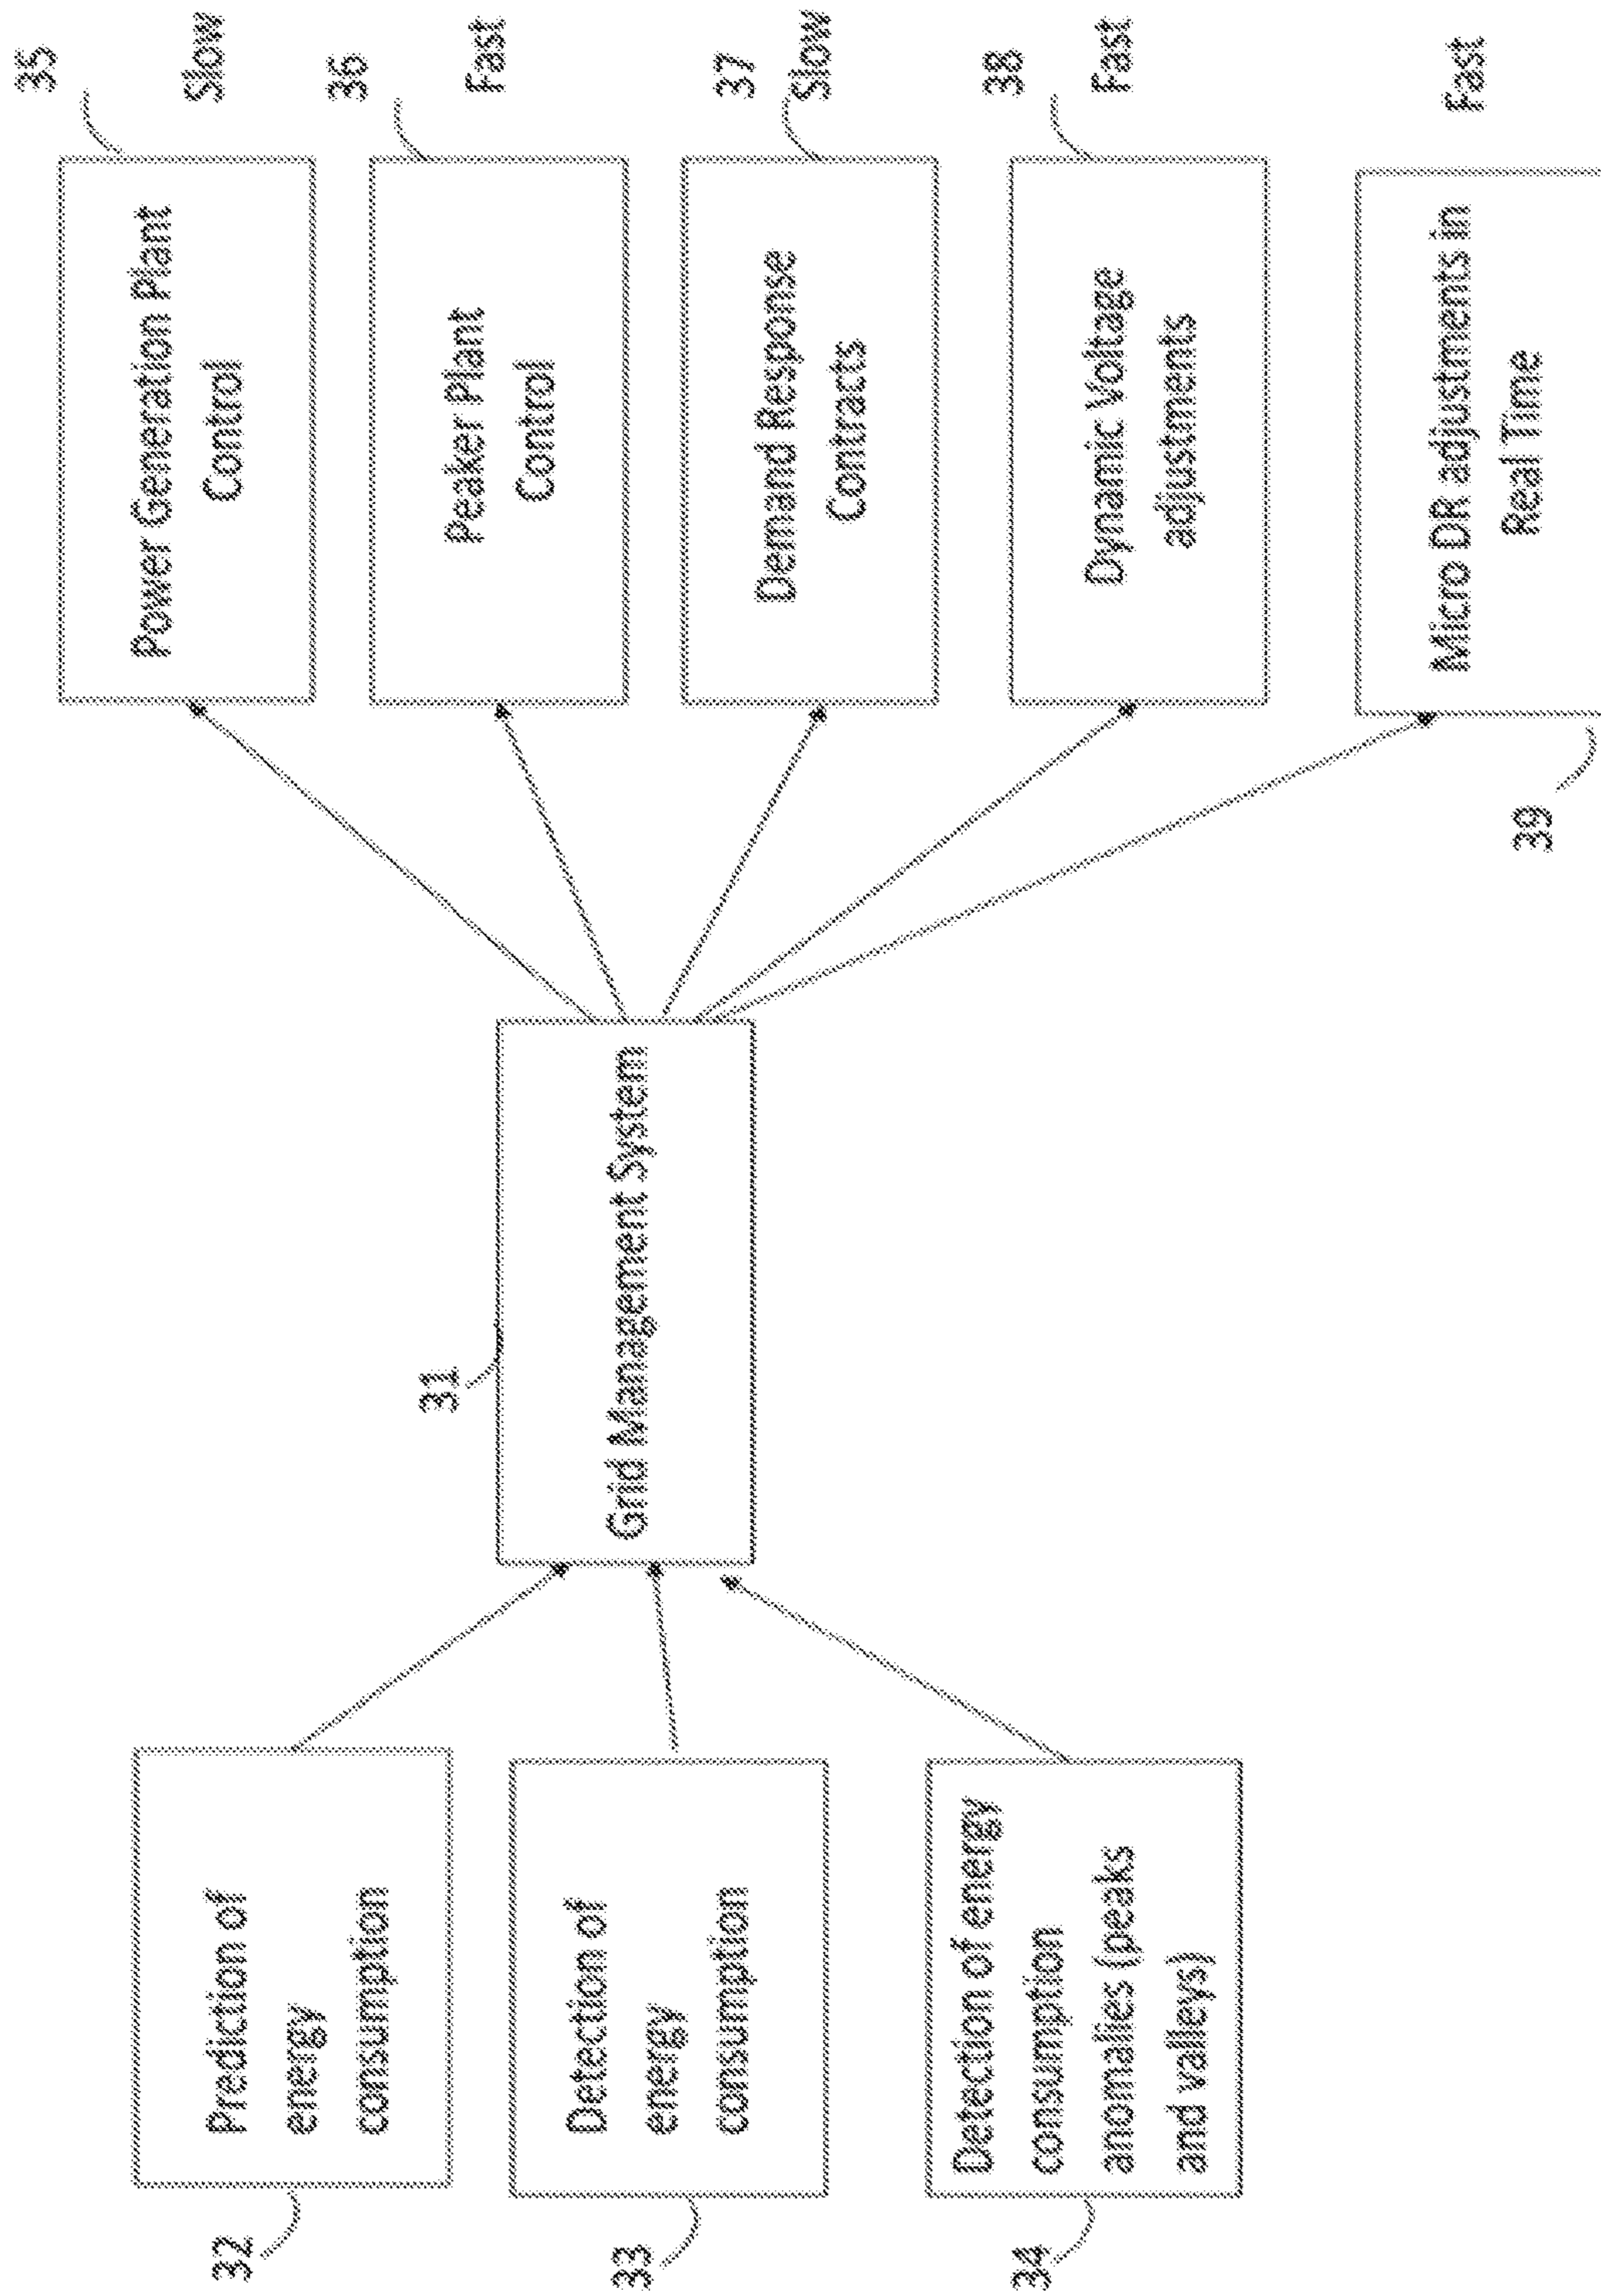 32
Prediction of
energy
consumption
33
Detection of
energy
consumption
34
Detection of energy
consumption
anomalies (peaks
and valleys)
31
Grid Management System
35
Slow
Power Generation Plant
Control
36
Fast
Peaker Plant
Control
37
Slow
Demand Response
Contracts
38
Fast
Dynamic Voltage
adjustments
Fast
Micro DR adjustments in
Real Time
39